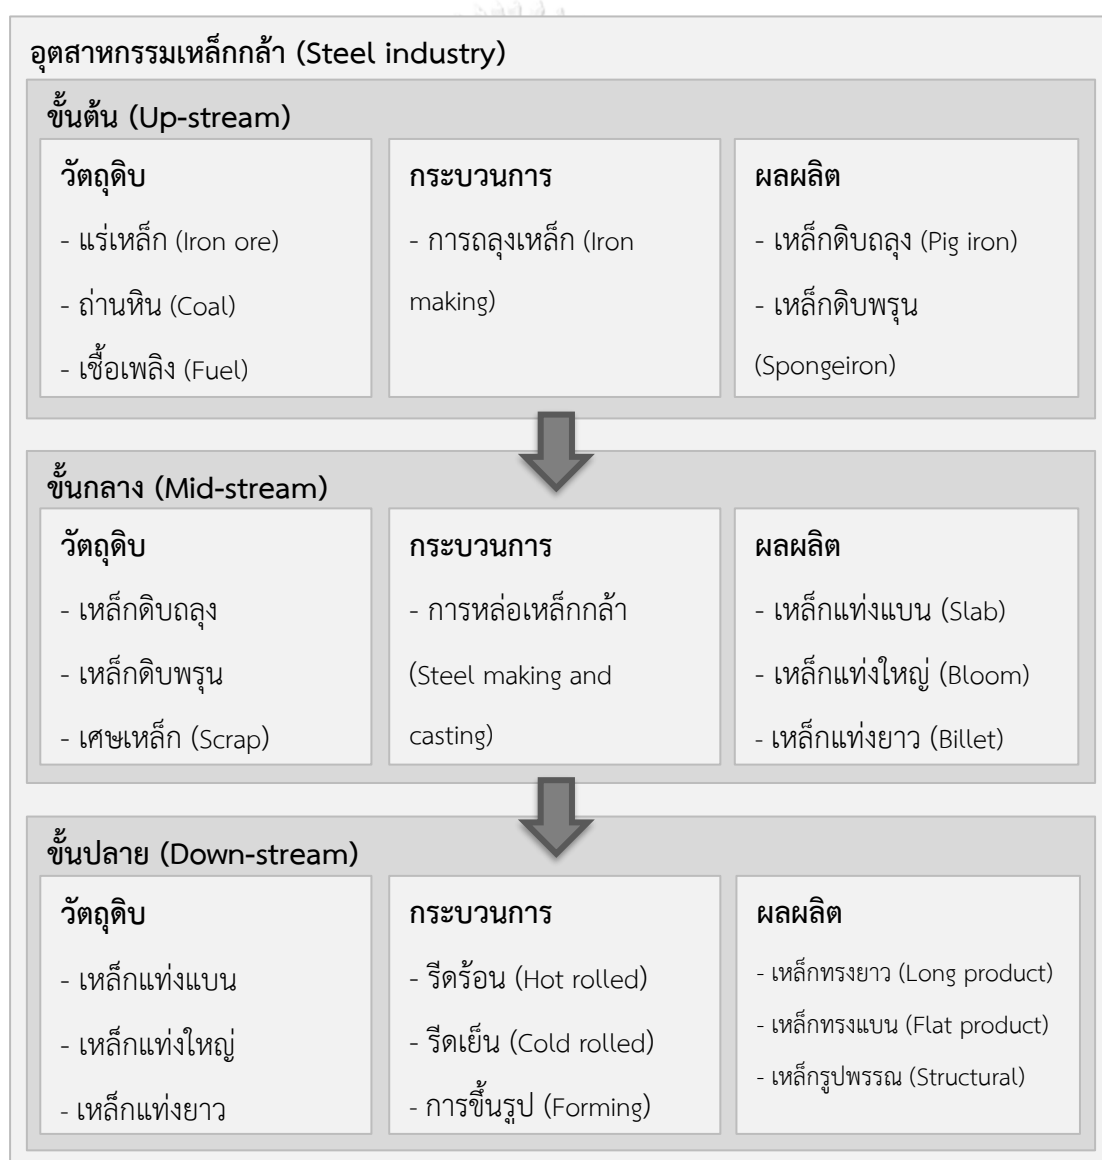 อุตสาหกรรมเหล็กกล้า (Steel industry)
ขั้นต้น (Up-stream)
วัตถุดิบ
- แร่เหล็ก (Iron ore)
- ถ่านหิน (Coal)
- เชื้อเพลิง (Fuel)
กระบวนการ
- การถลุงเหล็ก (Iron
making)
ผลผลิต
- เหล็กดิบถลุง (Pig iron)
- เหล็กดิบพรุน
(Spongeiron)
ขั้นกลาง (Mid-stream)
วัตถุดิบ
- เหล็กดิบถลุง
- เหล็กดิบพรุน
- เศษเหล็ก (Scrap)
กระบวนการ
- การหล่อเหล็กกล้า
(Steel making and
casting)
ผลผลิต
- เหล็กแท่งแบน (Slab)
- เหล็กแท่งใหญ่ (Bloom)
- เหล็กแท่งยาว (Billet)
ขั้นปลาย (Down-stream)
วัตถุดิบ
- เหล็กแท่งแบน
- เหล็กแท่งใหญ่
- เหล็กแท่งยาว
กระบวนการ
- รีดร้อน (Hot rolled)
- รีดเย็น (Cold rolled)
- การขึ้นรูป (Forming)
ผลผลิต
- เหล็กทรงยาว (Long product)
- เหล็กทรงแบน (Flat product)
- เหล็กรูปพรรณ (Structural)